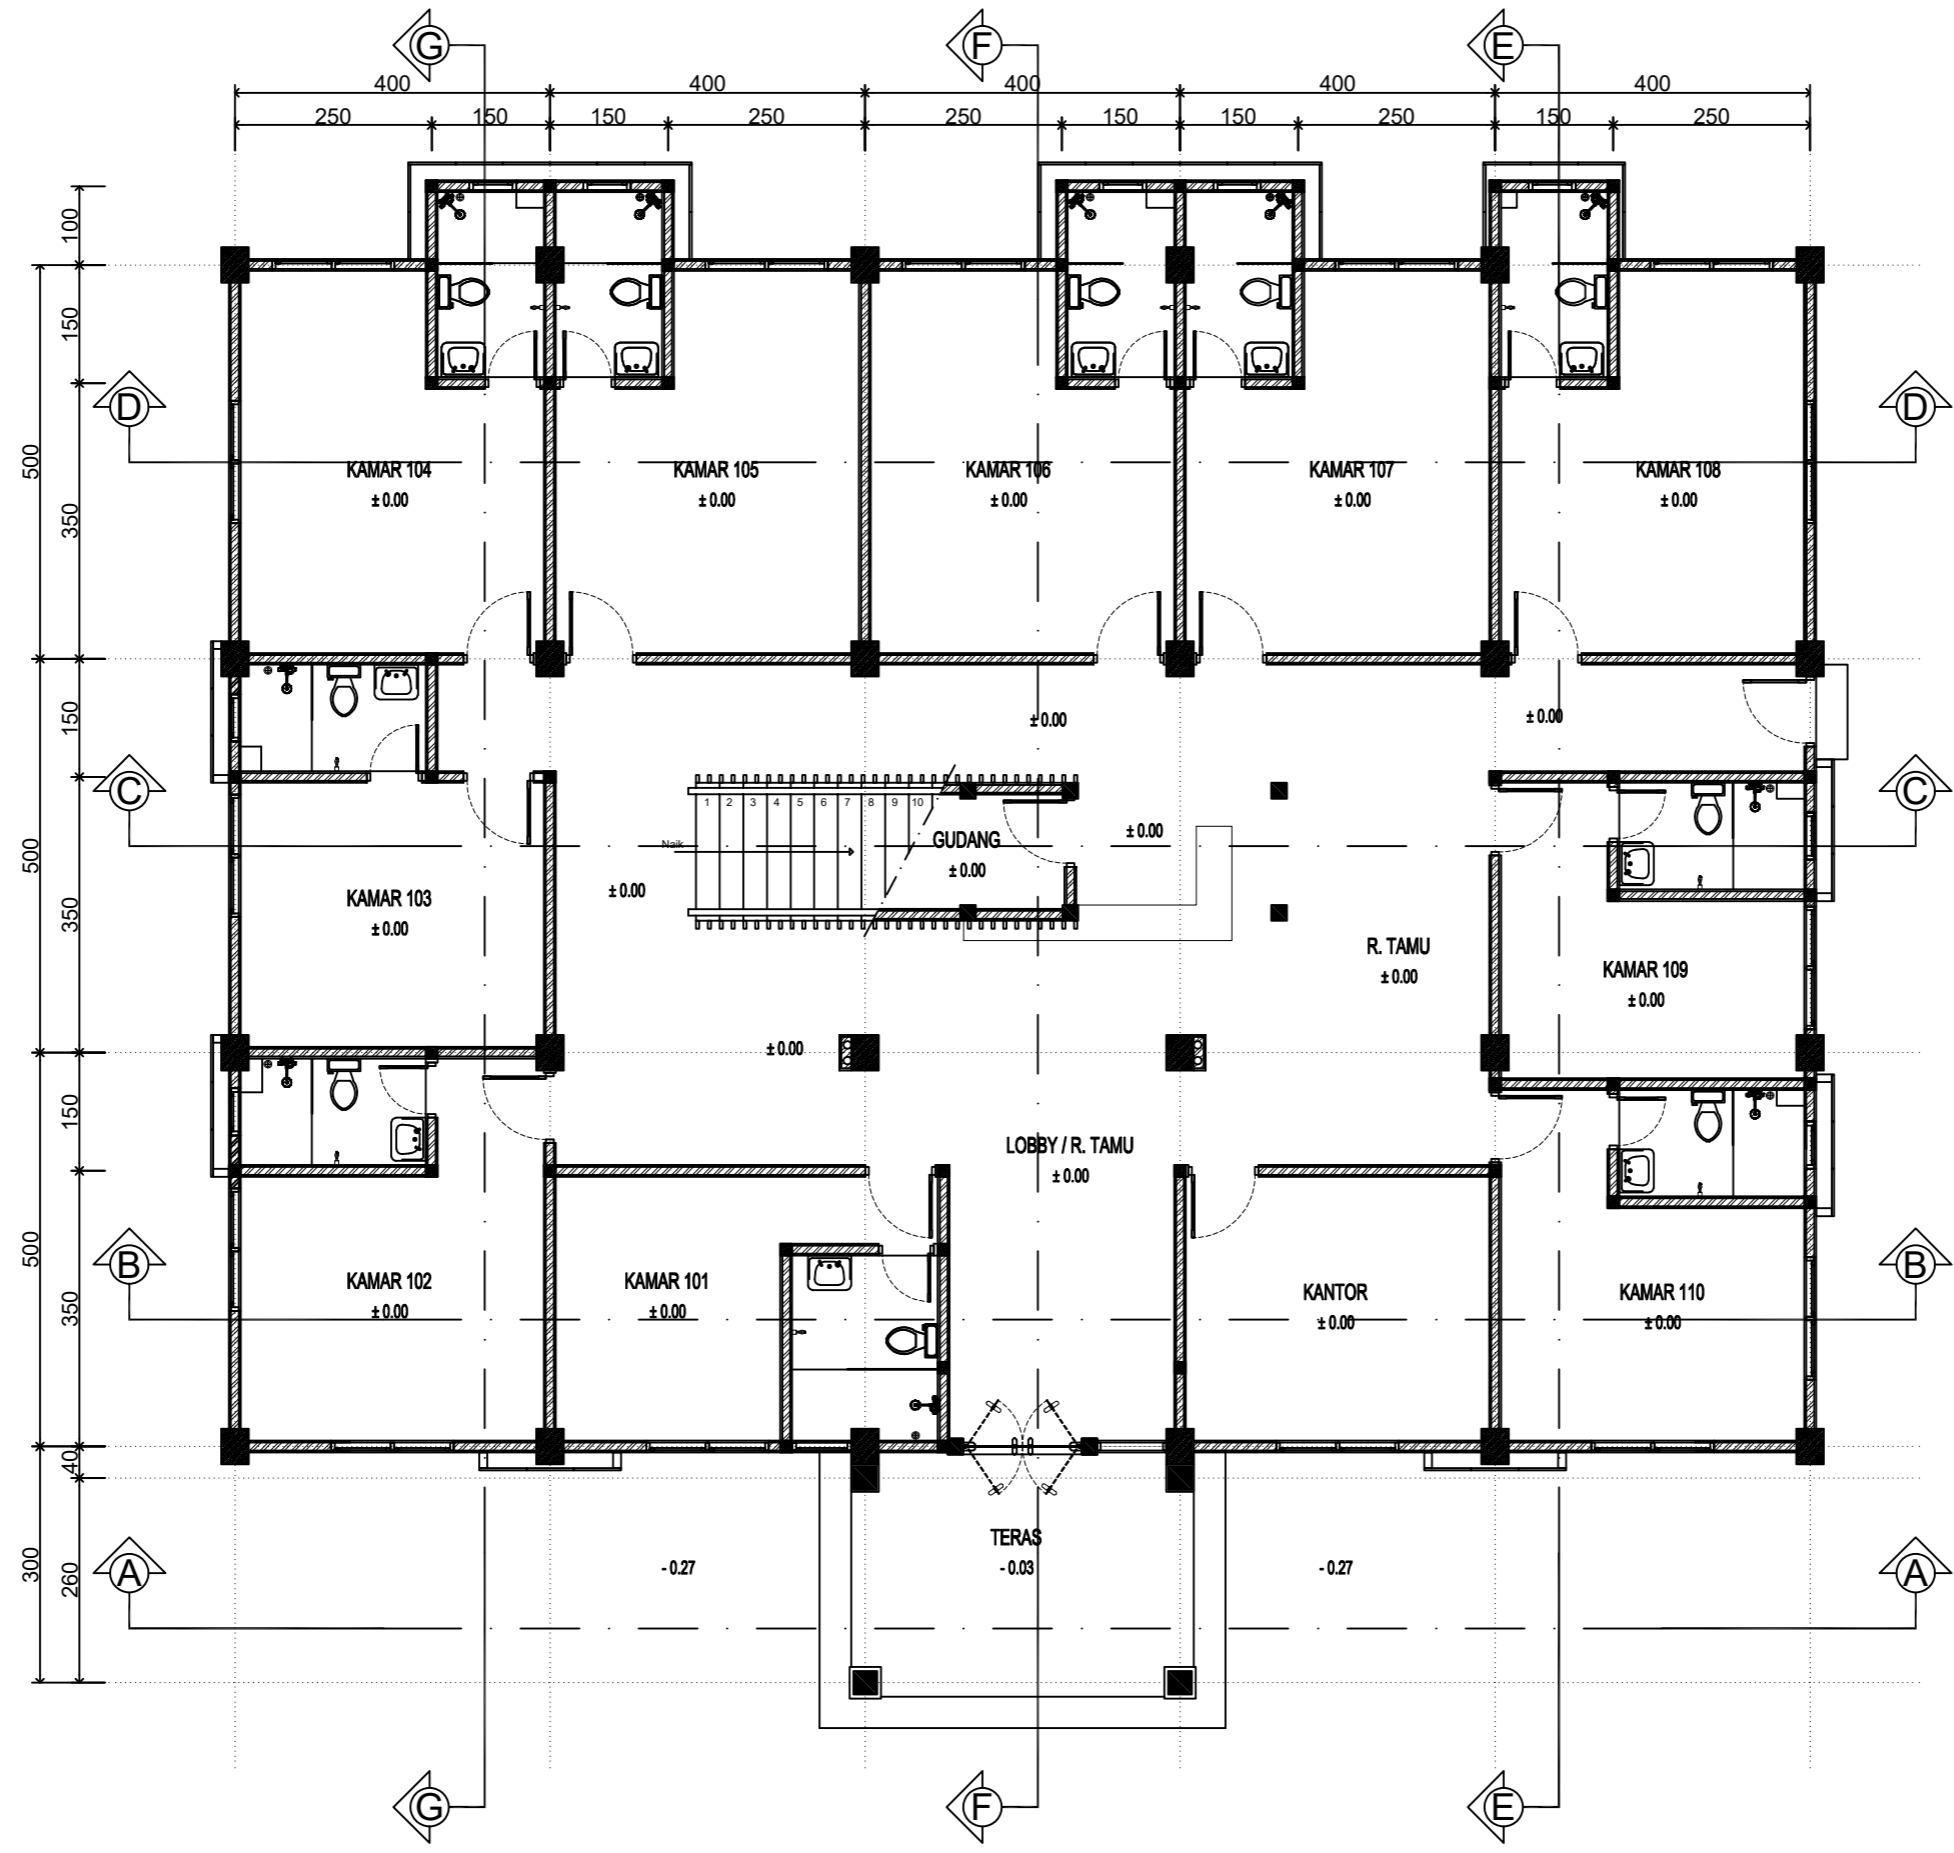 G F E
400 400 400 400 400
250 150 150 250 250 150 150 250 150 250
100
150
D D
500
KAMAR 104 KAMAR 105 KAMAR 106 KAMAR 107 KAMAR 108
± 0.00 ± 0.00 ± 0.00 ± 0.00 ± 0.00
350
150
± 0.00 ± 0.00
C C
1 2 3 4 5 6 7 8 9 10
± 0.00
Naik
GUDANG
± 0.00
500
± 0.00
KAMAR 103
± 0.00
350
R. TAMU
± 0.00
KAMAR 109
± 0.00
± 0.00
150
LOBBY / R. TAMU
± 0.00
500
B B
KAMAR 102 KAMAR 101 KANTOR KAMAR 110
± 0.00 ± 0.00 ± 0.00 ± 0.00
350
40
TERAS
- 0.27 - 0.03 - 0.27
300
260
A A
G F E